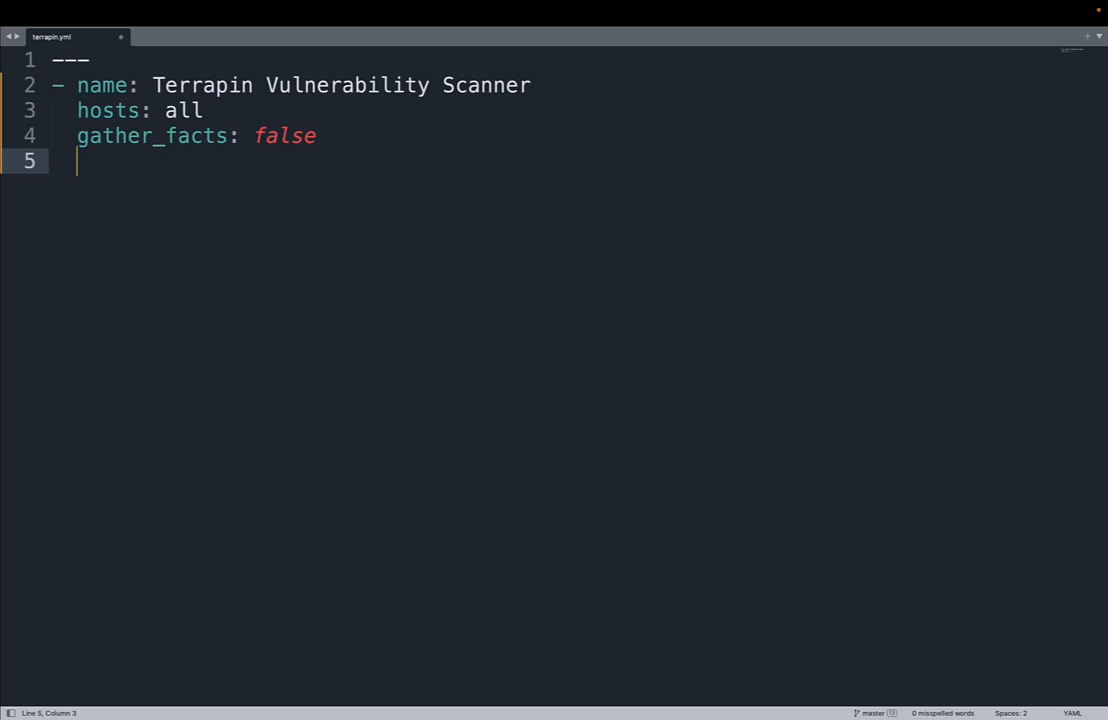 terrapin.yml
1 ---
2 - name: Terrapin Vulnerability Scanner
3 hosts: all
4 gather_facts: false
5
Line 5, Column 3
master 13
0 misspelled words
Spaces: 2
YAML